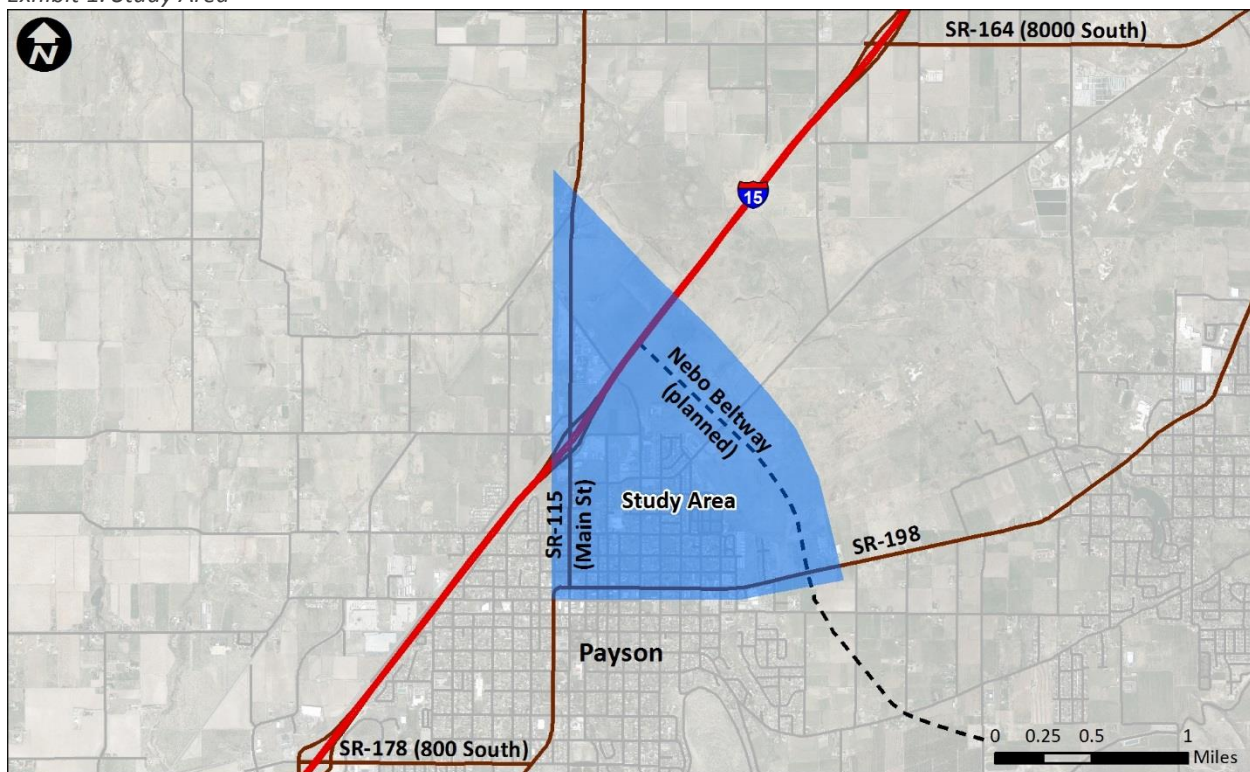 Exhibit 1. Study Area
N
SR-164 (8000 South)
15
Nebo Beltway
(planned)
Study Area
SR-115
(Main St)
SR-198
Payson
SR-178 (800 South)
0 0.25 0.5 1
Miles